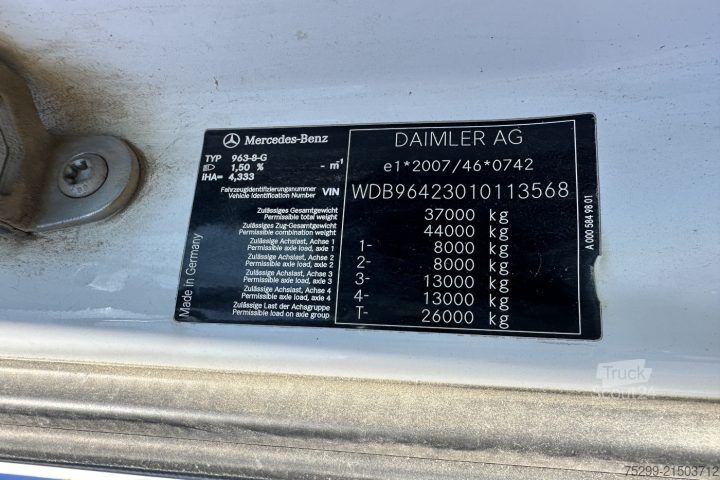 Mercedes-Benz
TYP 963-8-G
1,50 % - m-1
iHA= 4,333
Fahrzeugidentifizierungsnummer
Vehicle Identification Number VIN
Zulässiges Gesamtgewicht
Permissible total weight
Zulässiges Zug-Gesamtgewicht
Permissible combination weight
Zulässige Achslast, Achse 1
Permissible axle load, axle 1
Zulässige Achslast, Achse 2
Permissible axle load, axle 2
Zulässige Achslast, Achse 3
Permissible axle load, axle 3
Zulässige Achslast, Achse 4
Permissible axle load, axle 4
Zulässige Last der Achsgruppe
Permissible load on axle group
Made in Germany
DAIMLER AG
e1*2007/46*0742
WDB96423010113568
37000 kg
44000 kg
1- 8000 kg
2- 8000 kg
3- 13000 kg
4- 13000 kg
T- 26000 kg
A 000 584 98 01
Truck
Scout24
75299-21503712